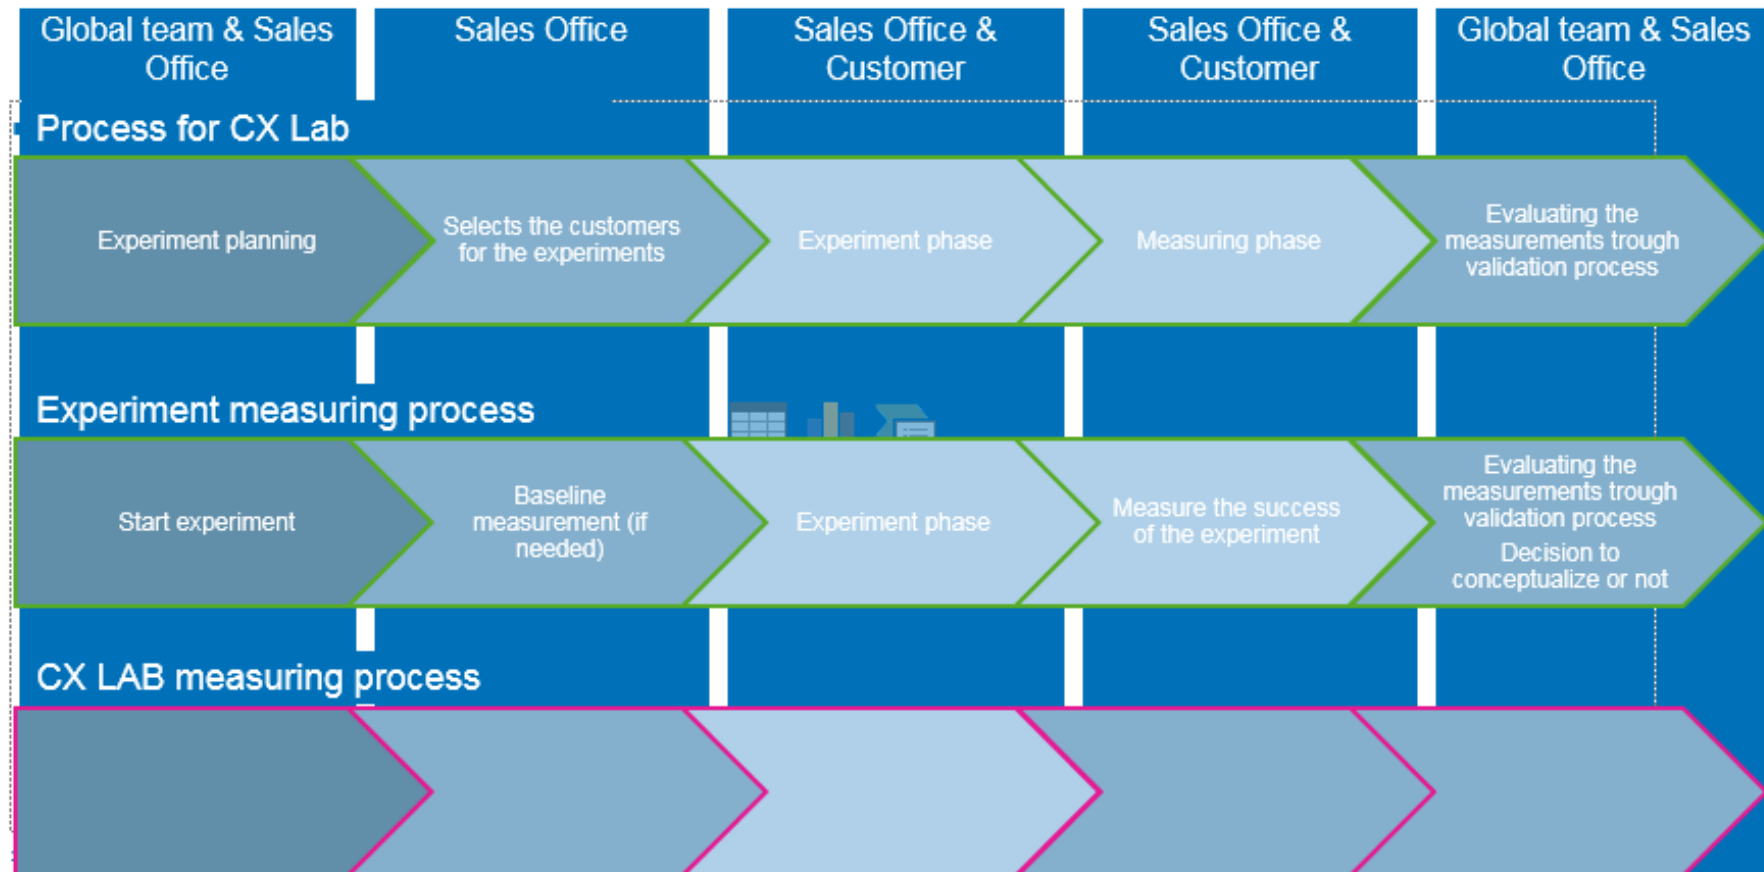 Global team & Sales
Office
Sales Office
Sales Office &
Customer
Sales Office &
Customer
Global team & Sales
Office
Process for CX Lab
Experiment planning
Selects the customers
for the experiments
Experiment phase
Measuring phase
Evaluating the
measurements trough
validation process
Experiment measuring process
Start experiment
Baseline
measurement (if
needed)
Experiment phase
Measure the success
of the experiment
Evaluating the
measurements trough
validation process
Decision to
conceptualize or not
CX LAB measuring process